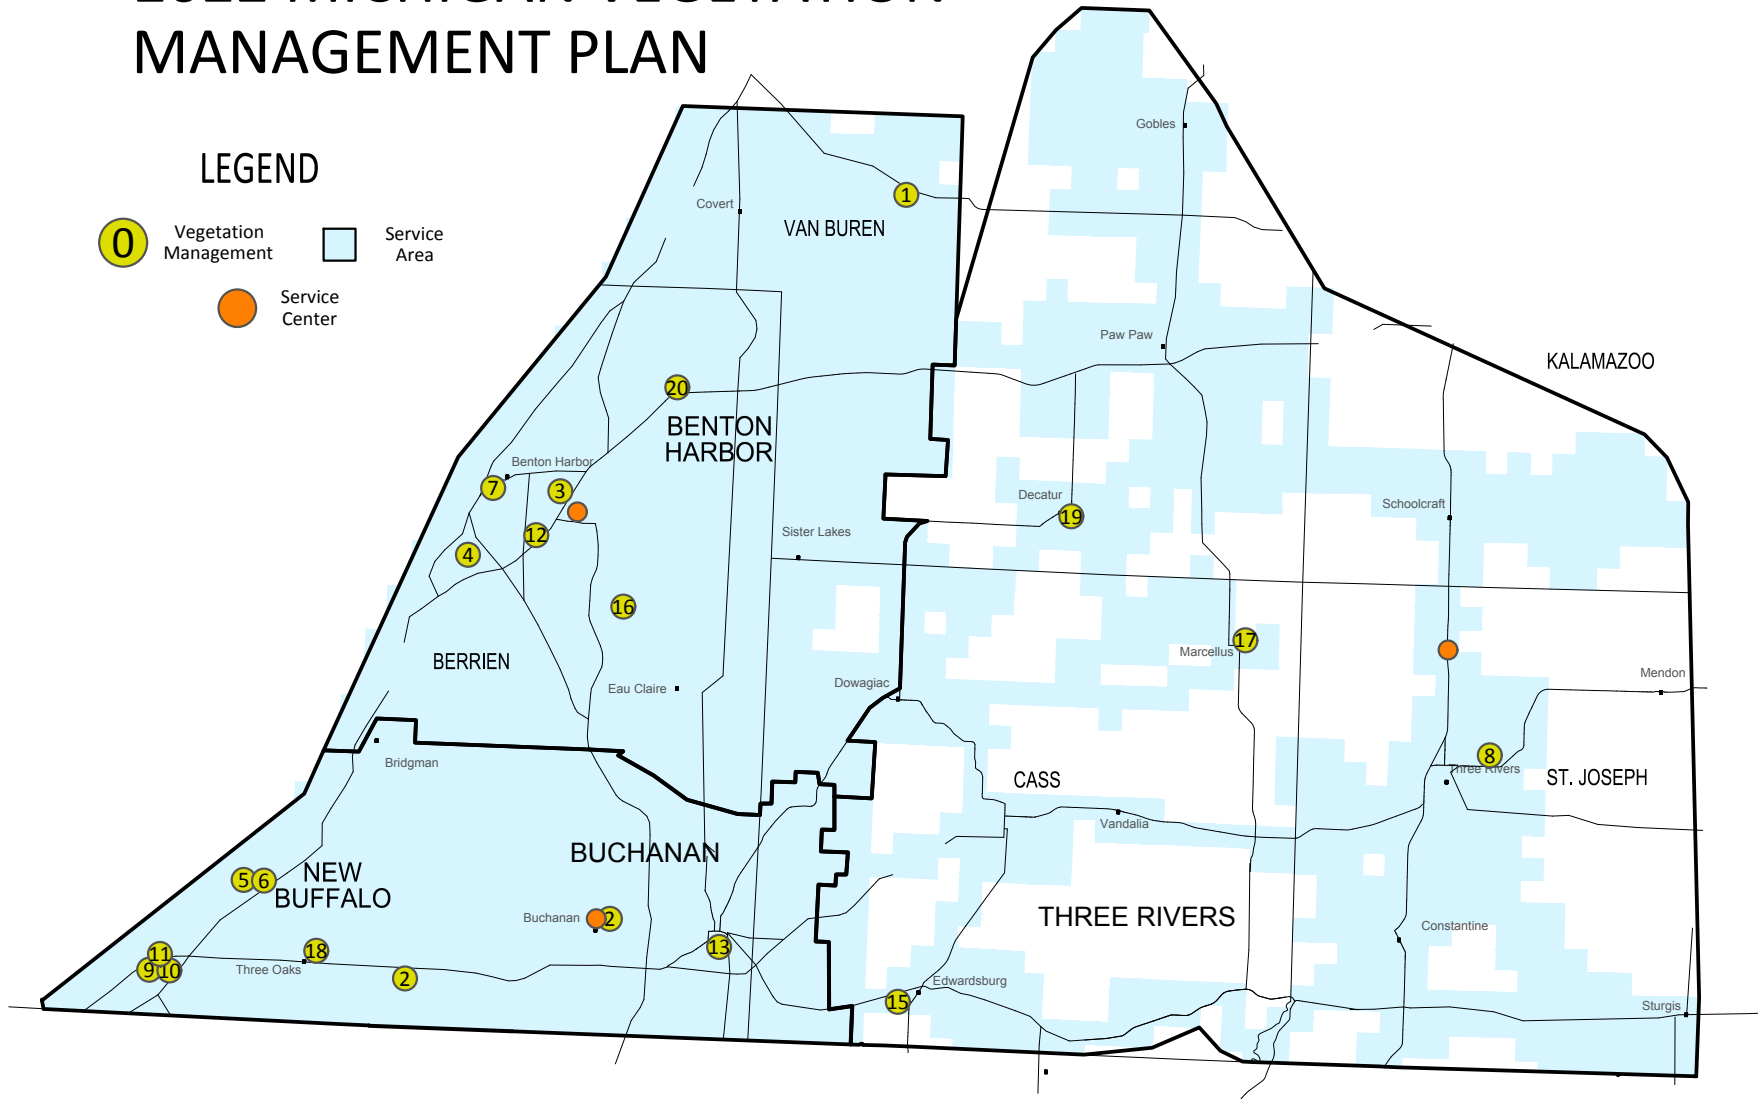 MANAGEMENT PLAN
LEGEND
0
Vegetation
Management
Service
Area
Service
Center
Gobles
1
Covert
VAN BUREN
Paw Paw
KALAMAZOO
20
BENTON
HARBOR
Benton Harbor
7
3
Decatur
19
Schoolcraft
12
Sister Lakes
4
16
17
Marcellus
BERRIEN
Mendon
Eau Claire
Dowagiac
Bridgman
8
Three Rivers
CASS
ST. JOSEPH
Vandalia
BUCHANAN
5
6
NEW
BUFFALO
Buchanan
2
THREE RIVERS
Constantine
11
18
13
9
10
Three Oaks
2
Edwardsburg
15
Sturgis